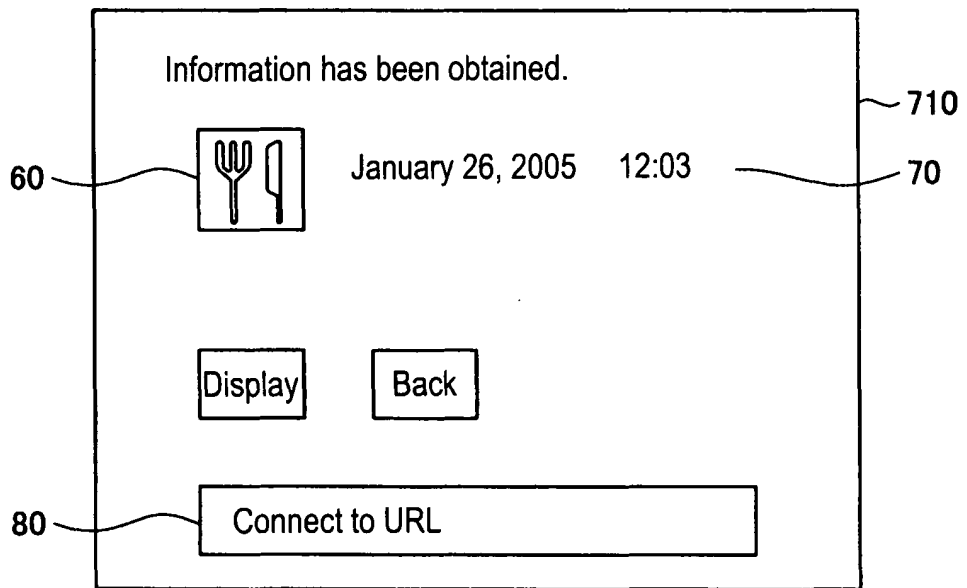 Information has been obtained.
710
60
January 26, 2005 12:03
70
Display Back
80
Connect to URL